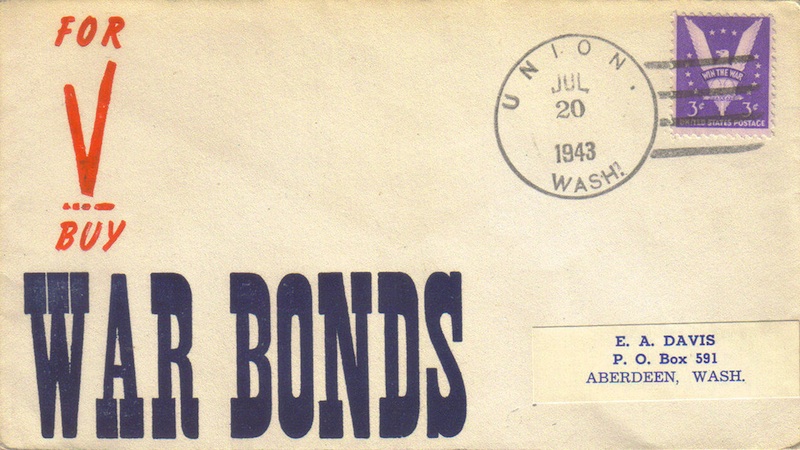 FOR
V
BUY
WAR BONDS
UNION.
JUL
20
1943
WASH.
WIN THE WAR
3¢ 3¢
UNITED STATES POSTAGE
E. A. DAVIS
P. O. Box 591
ABERDEEN, WASH.